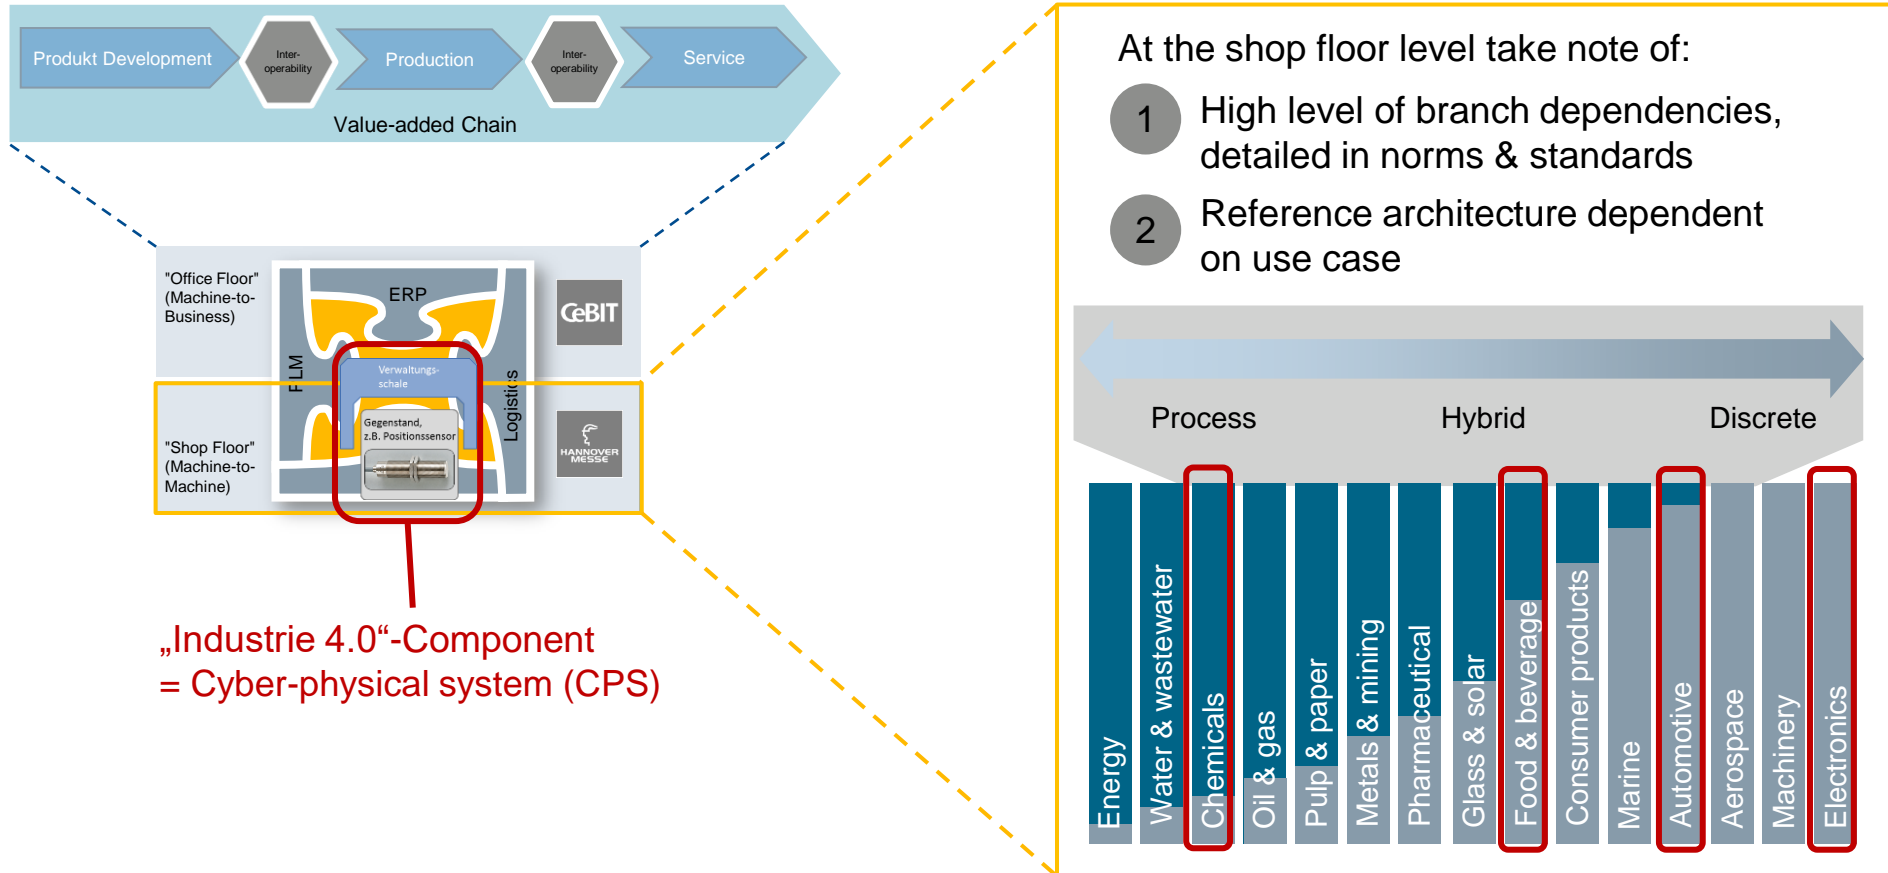 Produkt Development
Inter-
operability
Production
Inter-
operability
Service
Value-added Chain
"Office Floor"
(Machine-to-
Business)
ERP
CeBIT
PLM
Verwaltungs-
schale
Logistics
"Shop Floor"
(Machine-to-
Machine)
Gegenstand,
z.B. Positionssensor
HANNOVER
MESSE
„Industrie 4.0“-Component
= Cyber-physical system (CPS)
At the shop floor level take note of:
1
High level of branch dependencies,
detailed in norms & standards
2
Reference architecture dependent
on use case
Process
Hybrid
Discrete
Energy
Water & wastewater
Chemicals
Oil & gas
Pulp & paper
Metals & mining
Pharmaceutical
Glass & solar
Food & beverage
Consumer products
Marine
Automotive
Aerospace
Machinery
Electronics